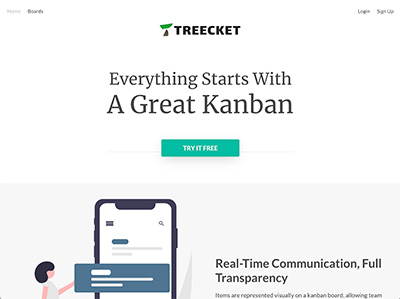 Home Boards Login Sign Up
TREECKET
Everything Starts With
A Great Kanban
TRY IT FREE
Real-Time Communication, Full
Transparency
Items are represented visually on a kanban board, allowing team